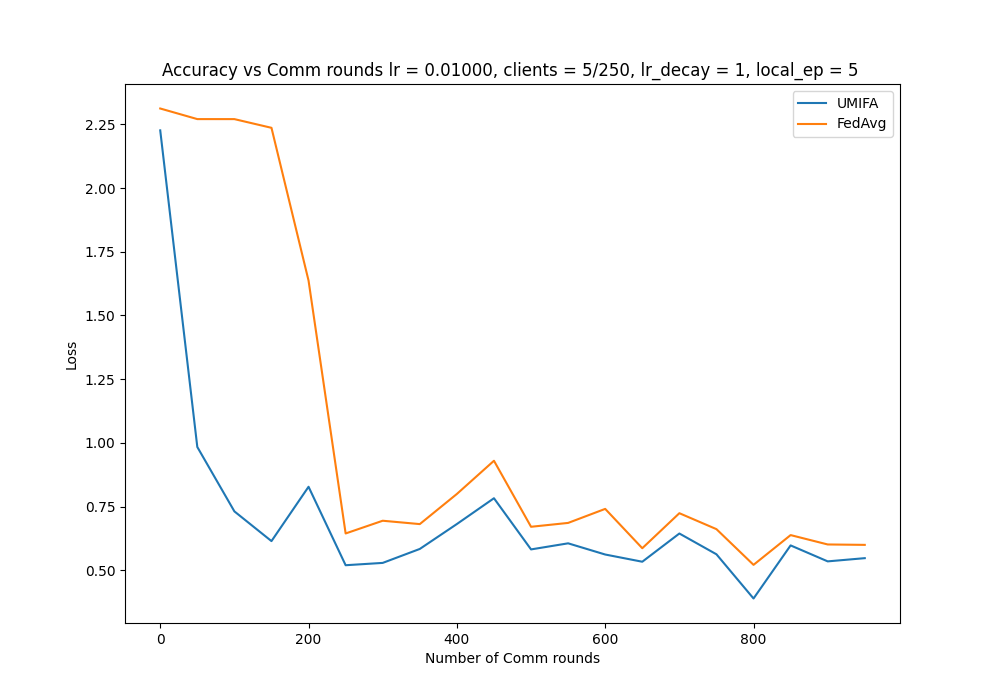 Accuracy vs Comm rounds lr = 0.01000, clients = 5/250, lr_decay = 1, local_ep = 5
UMIFA
FedAvg
2.25
2.00
1.75
1.50
1.25
1.00
0.75
0.50
Loss
0 200 400 600 800
Number of Comm rounds